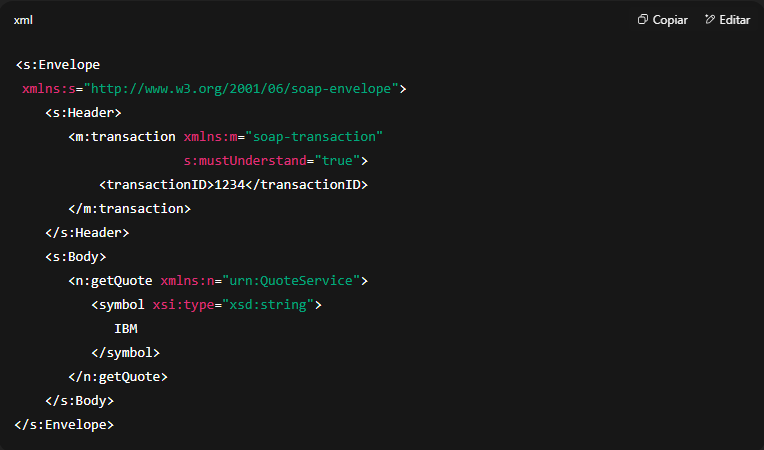 xml
Copiar
Editar
<s:Envelope
xmlns:s="http://www.w3.org/2001/06/soap-envelope">
<s:Header>
<m:transaction xmlns:m="soap-transaction"
s:mustUnderstand="true">
<transactionID>1234</transactionID>
</m:transaction>
</s:Header>
<s:Body>
<n:getQuote xmlns:n="urn:QuoteService">
<symbol xsi:type="xsd:string">
IBM
</symbol>
</n:getQuote>
</s:Body>
</s:Envelope>